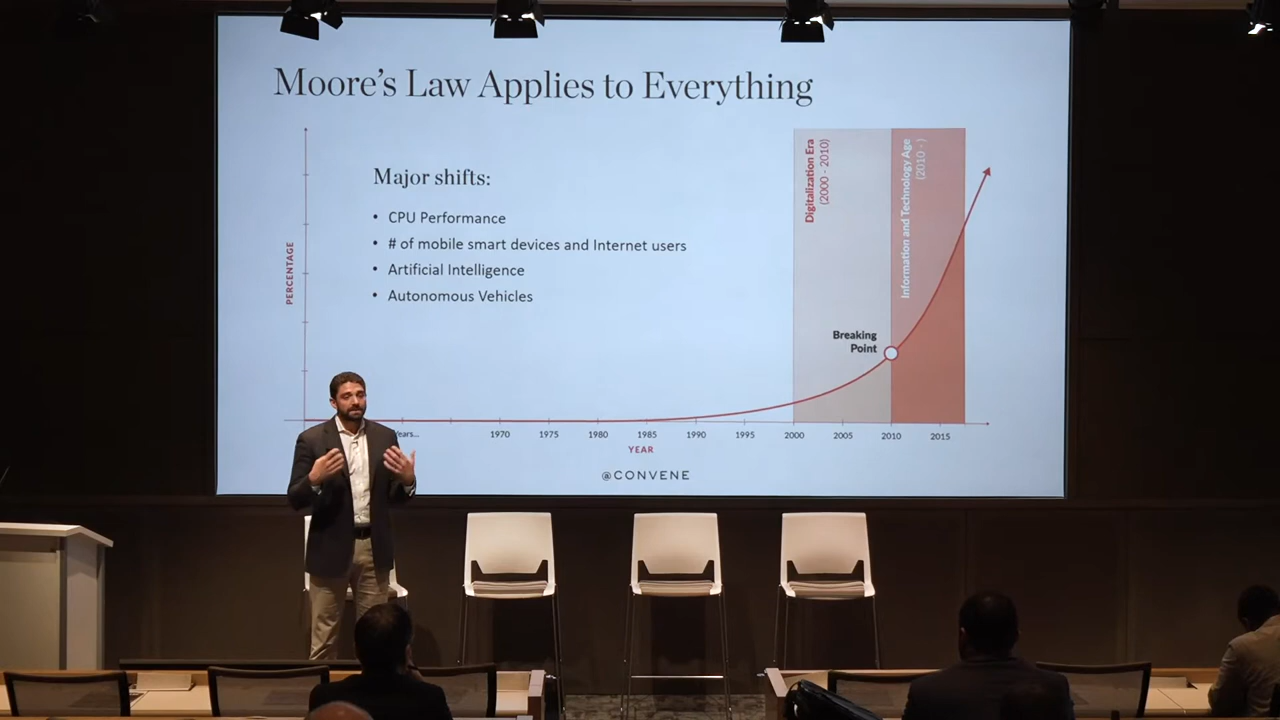 Moore's Law Applies to Everything
Major shifts:
• CPU Performance
• # of mobile smart devices and Internet users
• Artificial Intelligence
• Autonomous Vehicles
PERCENTAGE
Digitalization Era
(2000 - 2010)
Information and Technology Age
(2010 - )
Breaking
Point
Years... 1970 1975 1980 1985 1990 1995 2000 2005 2010 2015
YEAR
@CONVENE